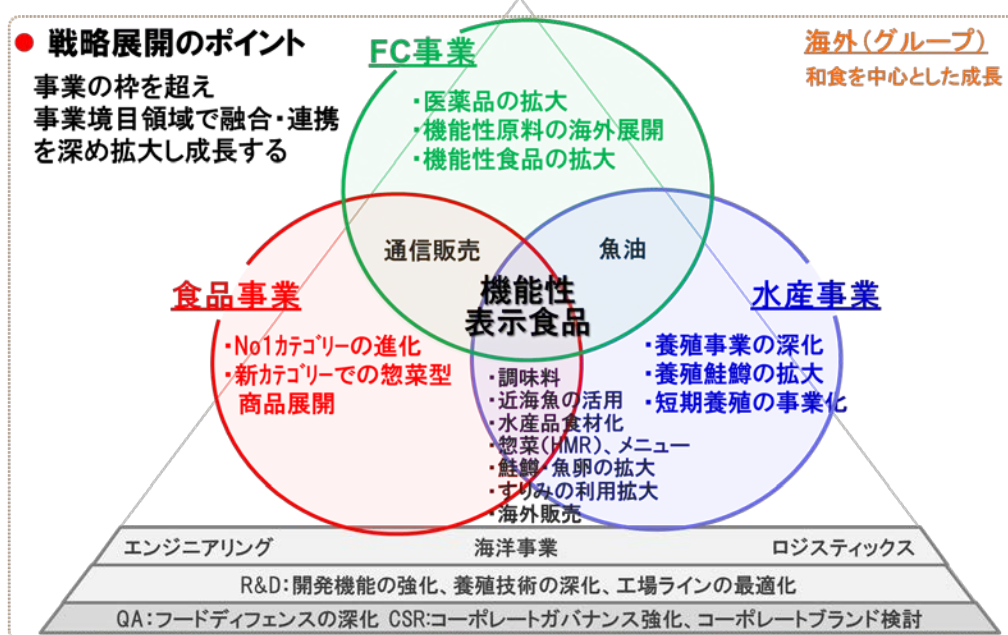 ● 戦略展開のポイント
事業の枠を超え
事業境目領域で融合・連携
を深め拡大し成長する
海外(グループ)
和食を中心とした成長
FC事業
・医薬品の拡大
・機能性原料の海外展開
・機能性食品の拡大
通信販売
魚油
機能性
表示食品
食品事業
・No1ｶﾃｺﾞﾘｰの進化
・新ｶﾃｺﾞﾘｰでの惣菜型
商品展開
水産事業
・養殖事業の深化
・養殖鮭鱒の拡大
・短期養殖の事業化
・調味料
・近海魚の活用
・水産品食材化
・惣菜(HMR)、メニュー
・鮭鱒・魚卵の拡大
・すりみの利用拡大
・海外販売
エンジニアリング 海洋事業 ロジスティックス
R&D：開発機能の強化、養殖技術の深化、工場ラインの最適化
QA：フードディフェンスの深化 CSR:コーポレートガバナンス強化、コーポレートブランド検討